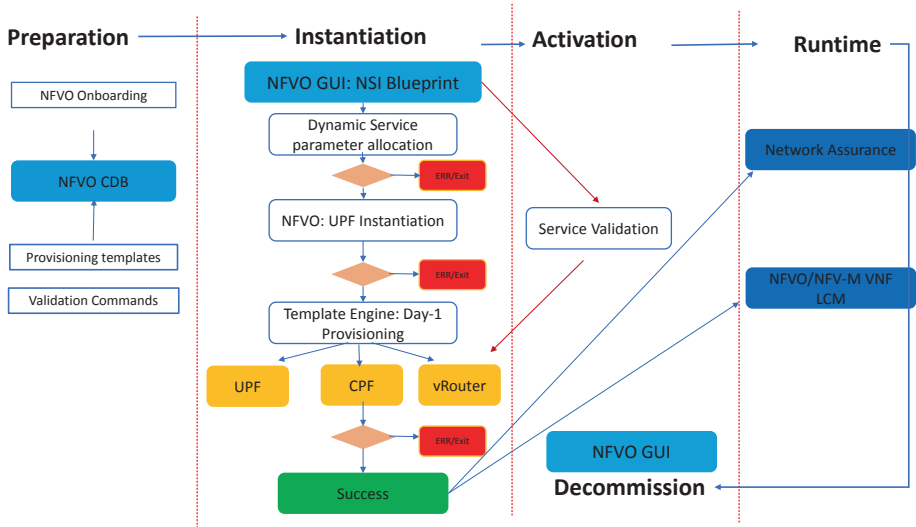 Preparation
Instantiation
Activation
Runtime
NFVO Onboarding
NFVO CDB
Provisioning templates
Validation Commands
NFVO GUI: NSI Blueprint
Dynamic Service
parameter allocation
ERR/Exit
NFVO: UPF Instantiation
ERR/Exit
Template Engine: Day-1
Provisioning
UPF
CPF
vRouter
ERR/Exit
Success
Service Validation
NFVO GUI
Decommission
Network Assurance
NFVO/NFV-M VNF
LCM